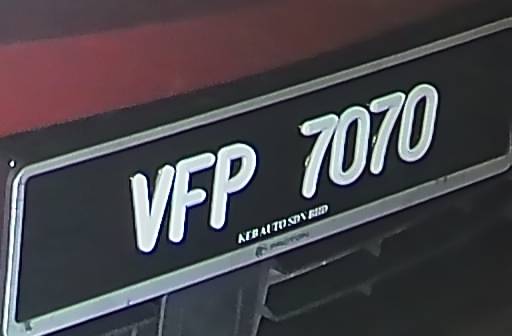 VFP 7070
KEB AUTO SDN BHD
PROTON